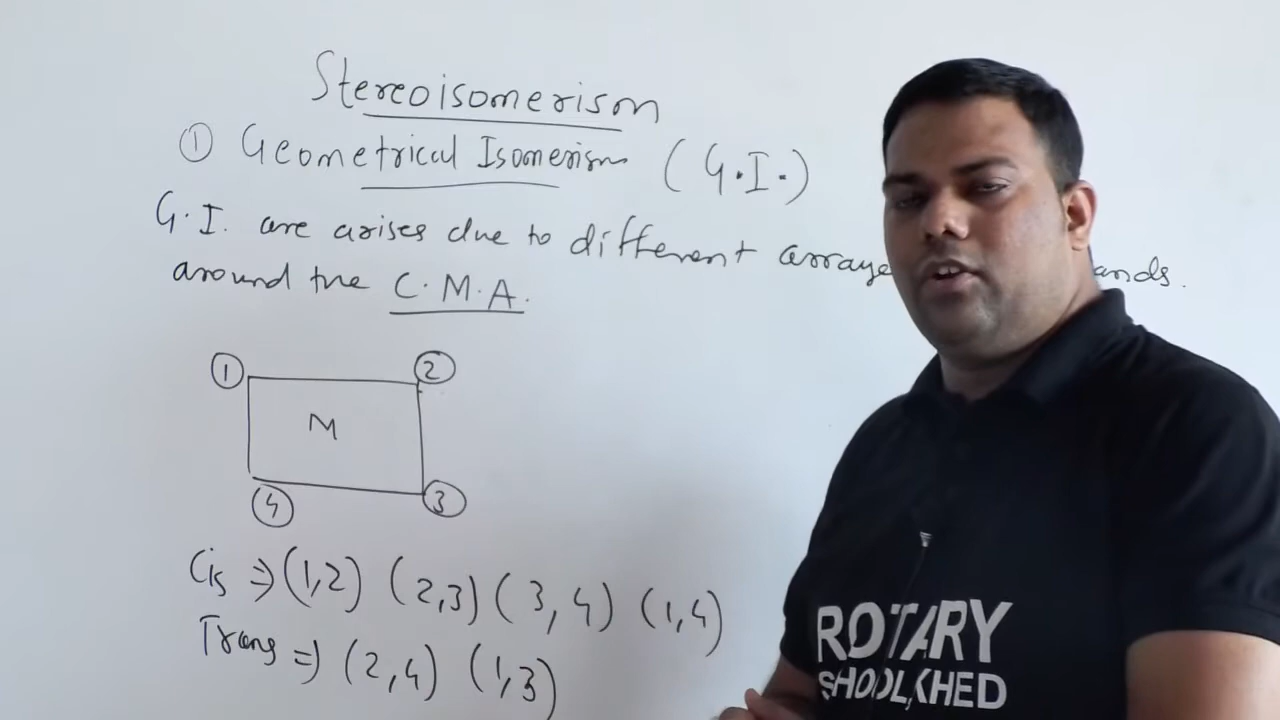 Stereoisomerism
① Geometrical Isomerism (G.I.)
G.I. are arises due to different
around the C.M.A.
① ②
M
④ ③
Cis ⇒ (1,2) (2,3) (3,4) (1,4)
Trans ⇒ (2,4) (1,3)
ROTARY